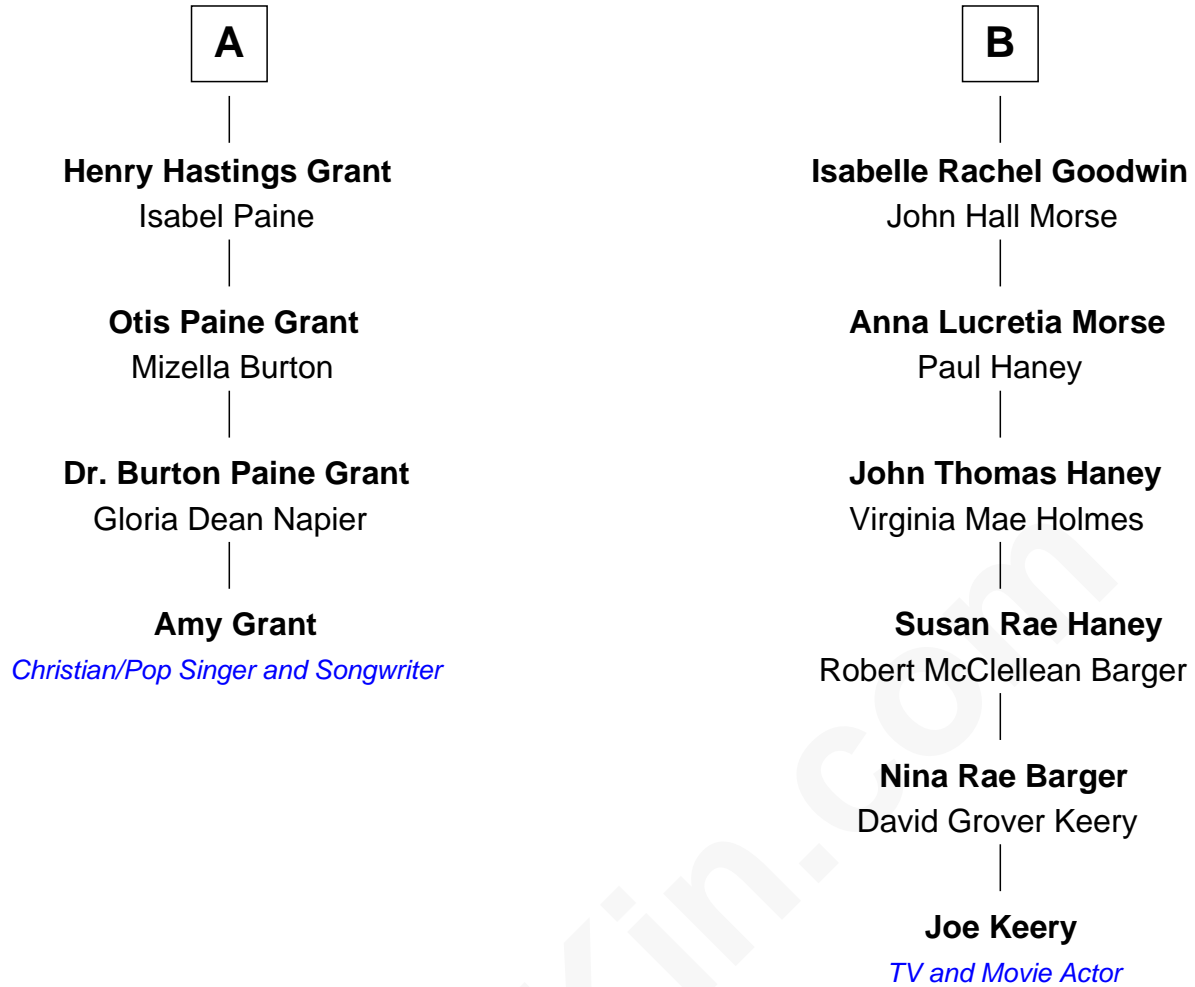 A
Henry Hastings Grant
Isabel Paine
Otis Paine Grant
Mizella Burton
Dr. Burton Paine Grant
Gloria Dean Napier
Amy Grant
Christian/Pop Singer and Songwriter
B
Isabelle Rachel Goodwin
John Hall Morse
Anna Lucretia Morse
Paul Haney
John Thomas Haney
Virginia Mae Holmes
Susan Rae Haney
Robert McClellean Barger
Nina Rae Barger
David Grover Keery
Joe Keery
TV and Movie Actor
Kin.com